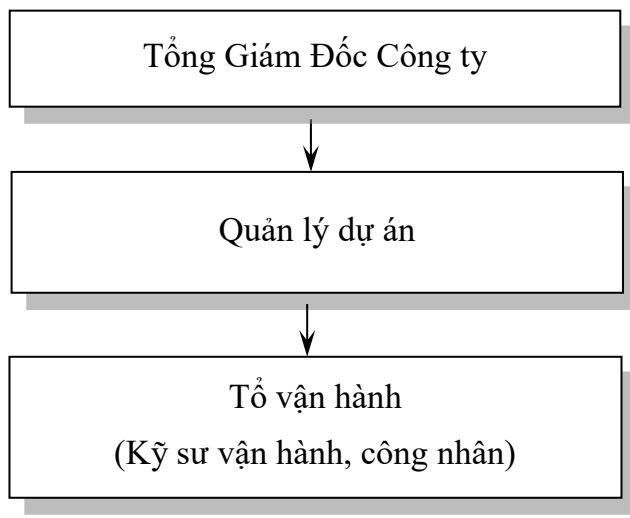 Tổng Giám Đốc Công ty
Quản lý dự án
Tổ vận hành
(Kỹ sư vận hành, công nhân)